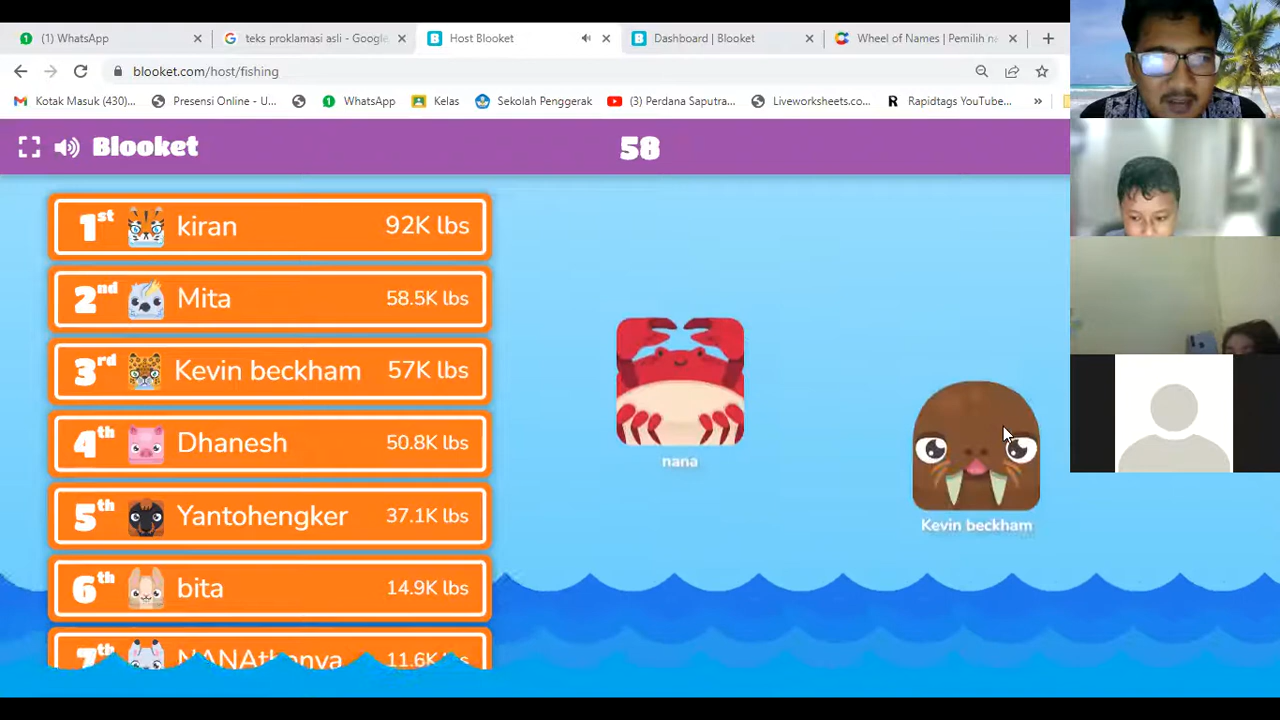 (1) WhatsApp
teks proklamasi asli - Google
Host Blooket
Dashboard | Blooket
Wheel of Names | Pemilih na
blooket.com/host/fishing
Kotak Masuk (430)...
Presensi Online - U...
WhatsApp
Kelas
Sekolah Penggerak
(3) Perdana Saputra...
Liveworksheets.co...
Rapidtags YouTube...
Blooket
58
1st kiran 92K lbs
2nd Mita 58.5K lbs
3rd Kevin beckham 57K lbs
4th Dhanesh 50.8K lbs
5th Yantohengker 37.1K lbs
6th bita 14.9K lbs
7th NANAthanya 11.6K lbs
nana
Kevin beckham